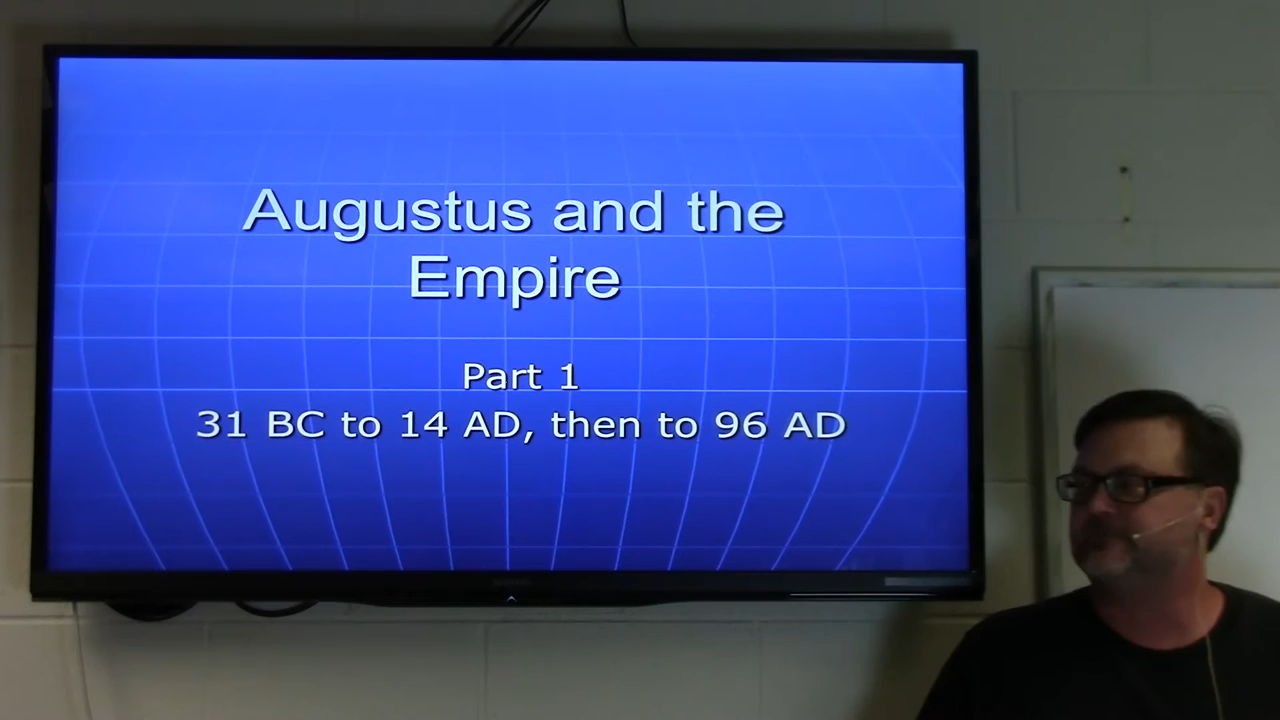 Augustus and the
Empire
Part 1
31 BC to 14 AD, then to 96 AD